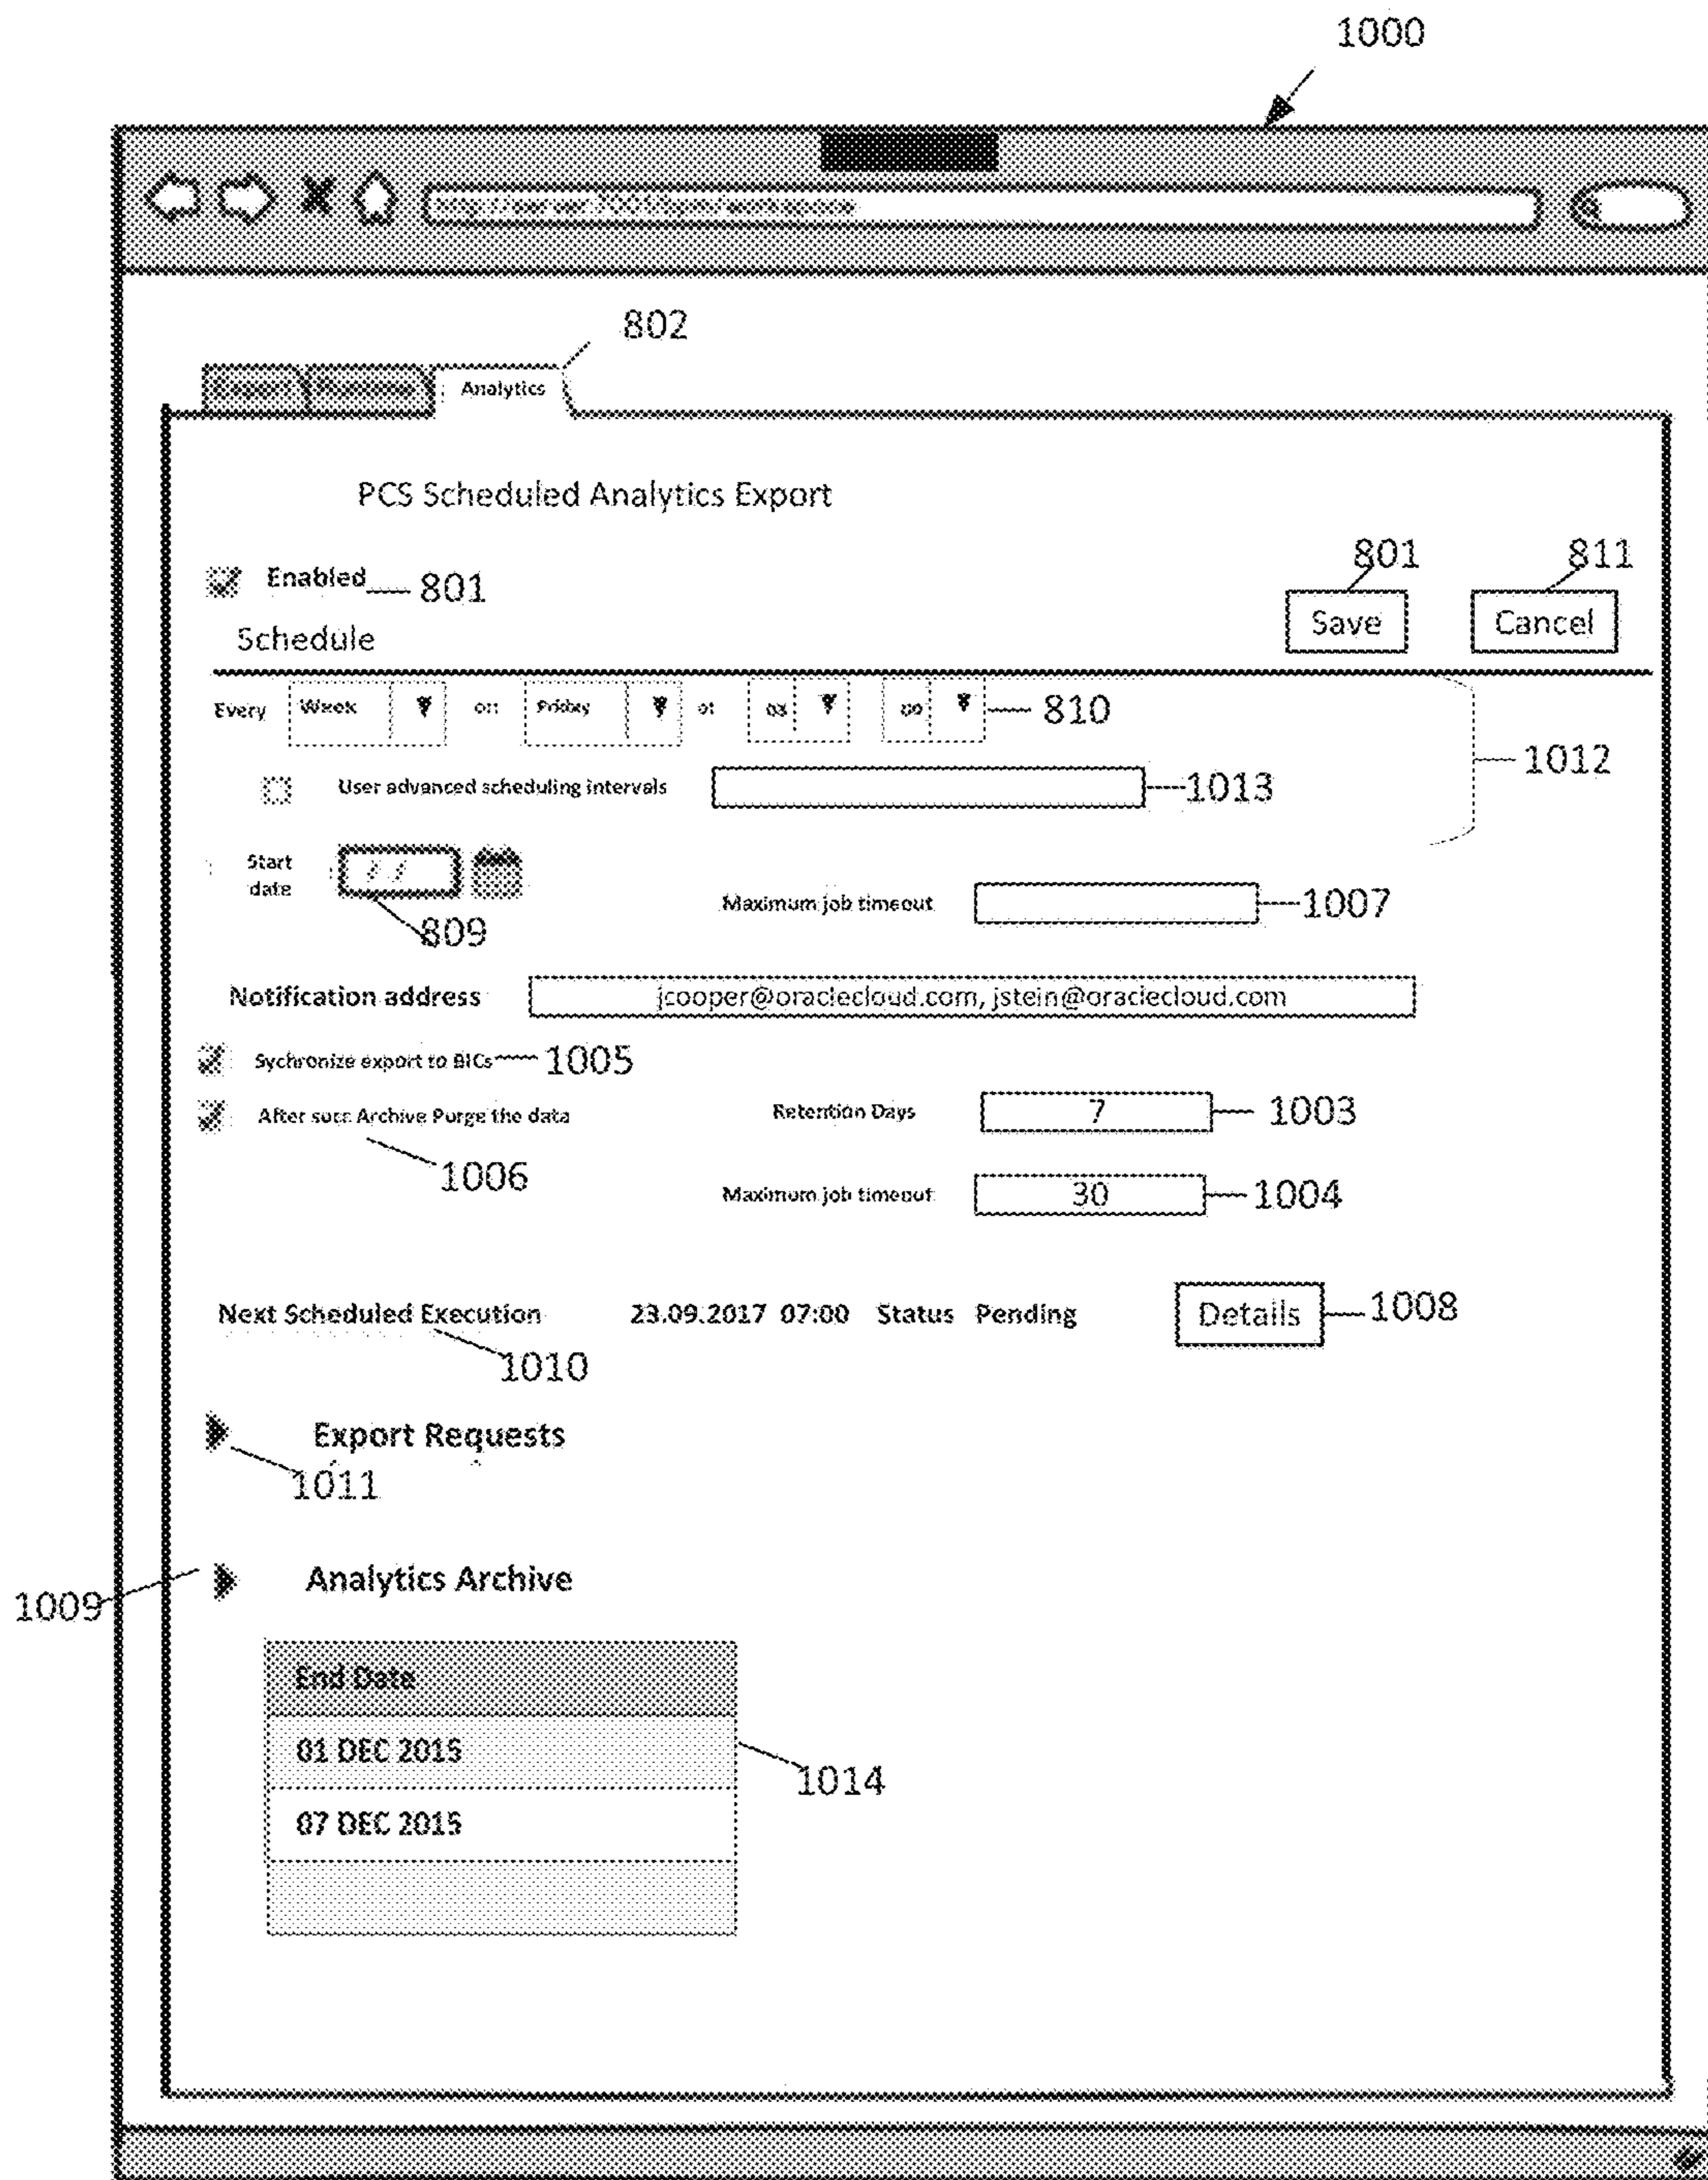 1000
802
Analytics
PCS Scheduled Analytics Export
801 811
Enabled 801
Save Cancel
Schedule
Every Week on Friday at 00 810
1012
User advanced scheduling intervals 1013
Start
date
/ /
809
Maximum job timeout 1007
Notification address jcooper@oraclecloud.com, jstein@oraclecloud.com
Sychronize export to BICs 1005
After succ Archive Purge the data Retention Days 7 1003
1006
Maximum job timeout 30 1004
Next Scheduled Execution 23.09.2017 07:00 Status Pending Details 1008
1010
Export Requests
1011
Analytics Archive
1009
End Date
01 DEC 2015
1014
07 DEC 2015